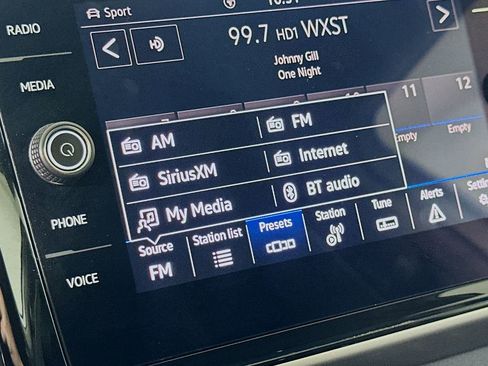 RADIO
MEDIA
PHONE
VOICE
Sport
99.7 HD1 WXST
Johnny Gill
One Night
11
12
Empty
Empty
AM
FM
SiriusXM
Internet
My Media
BT audio
Source
FM
Station list
Presets
Station
Tune
Alerts